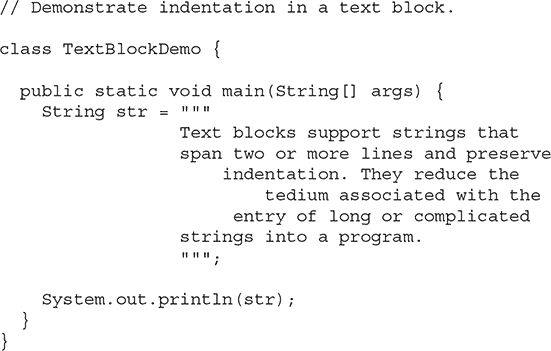 // Demonstrate indentation in a text block.

class TextBlockDemo {

  public static void main(String[] args) {
    String str = """
                 Text blocks support strings that
                 span two or more lines and preserve
                     indentation. They reduce the
                         tedium associated with the
                      entry of long or complicated
                 strings into a program.
                 """;

    System.out.println(str);
  }
}